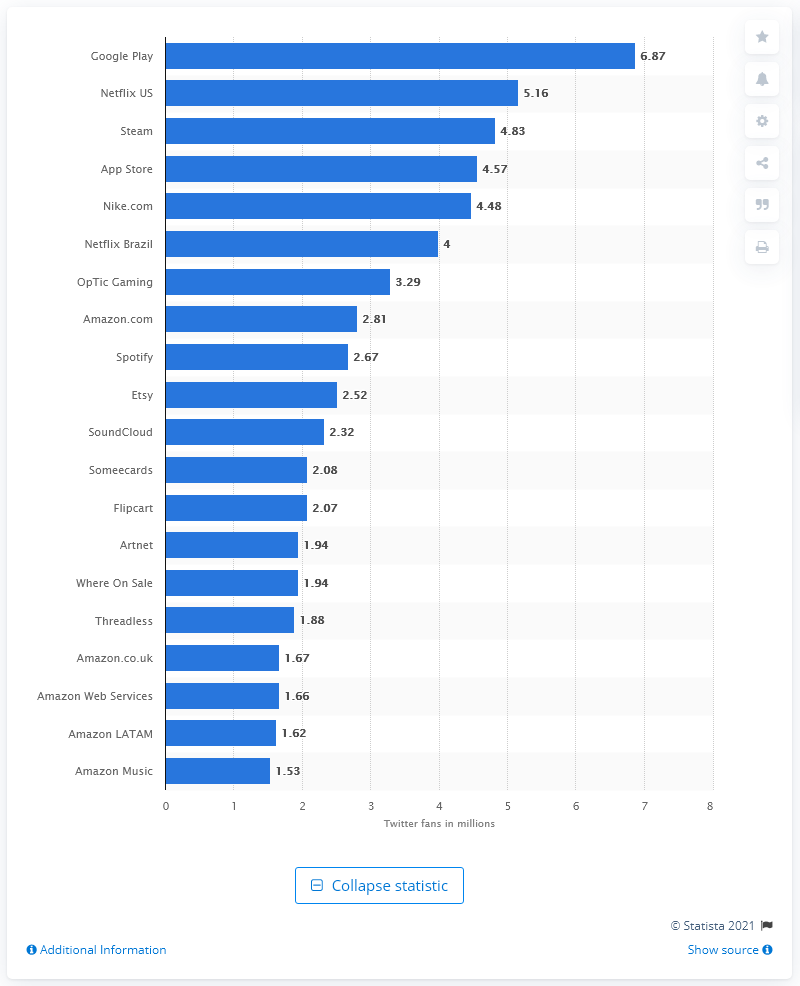 Google Play 6.87
Netflix US 5.16
Steam 4.83
App Store 4.57
Nike.com 4.48
Netflix Brazil 4
OpTic Gaming 3.29
Amazon.com 2.81
Spotify 2.67
Etsy 2.52
SoundCloud 2.32
Someecards 2.08
Flipcart 2.07
Artnet 1.94
Where On Sale 1.94
Threadless 1.88
Amazon.co.uk 1.67
Amazon Web Services 1.66
Amazon LATAM 1.62
Amazon Music 1.53
0 1 2 3 4 5 6 7 8
Twitter fans in millions
Collapse statistic
© Statista 2021
Additional Information Show source